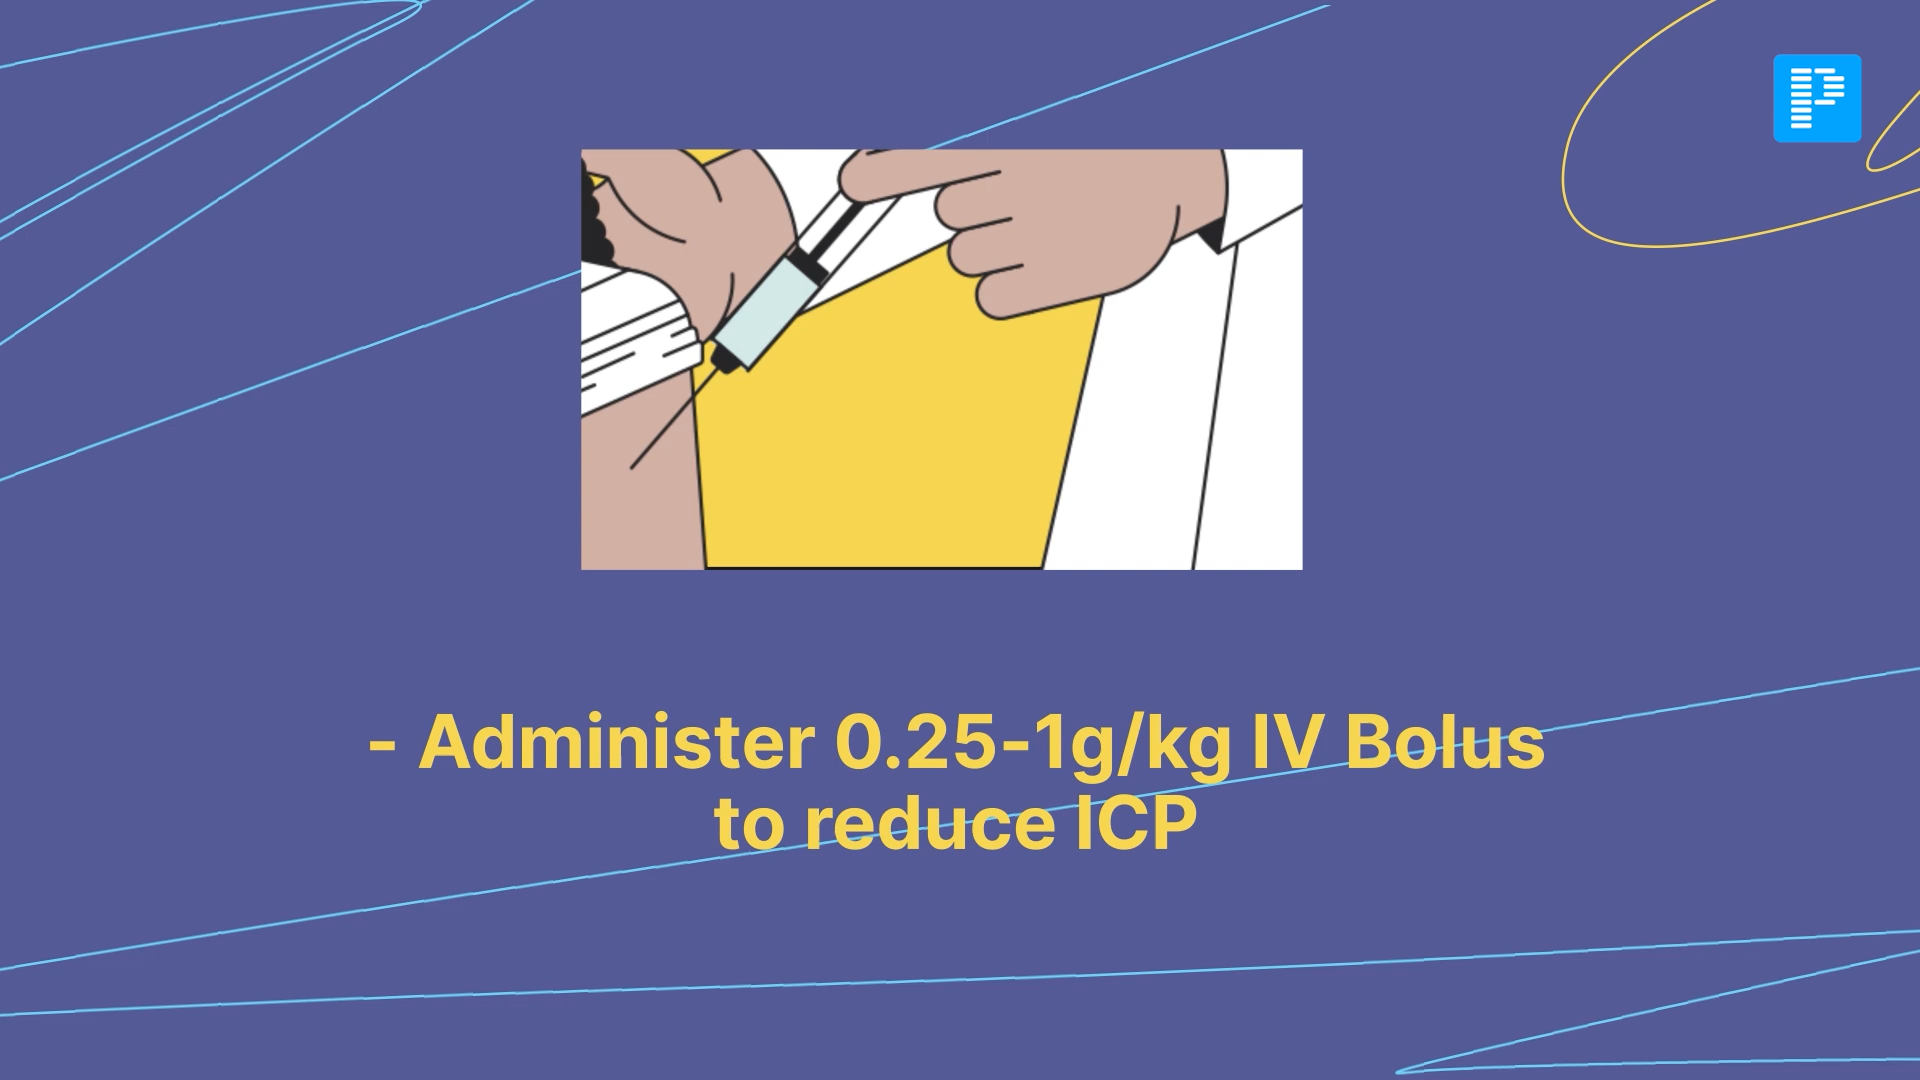 - Administer 0.25-1g/kg IV Bolus
to reduce ICP